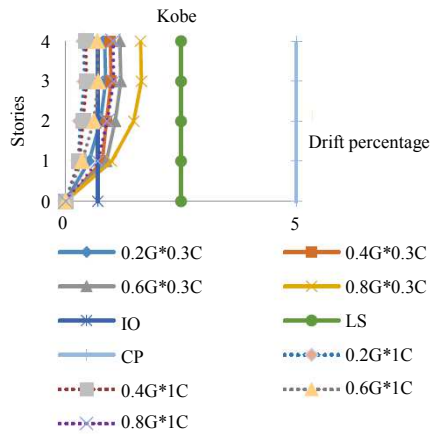 Kobe
4
3
2
1
0
Stories
0
5
Drift percentage
0.2G*0.3C
0.4G*0.3C
0.6G*0.3C
0.8G*0.3C
IO
LS
CP
0.2G*1C
0.4G*1C
0.6G*1C
0.8G*1C